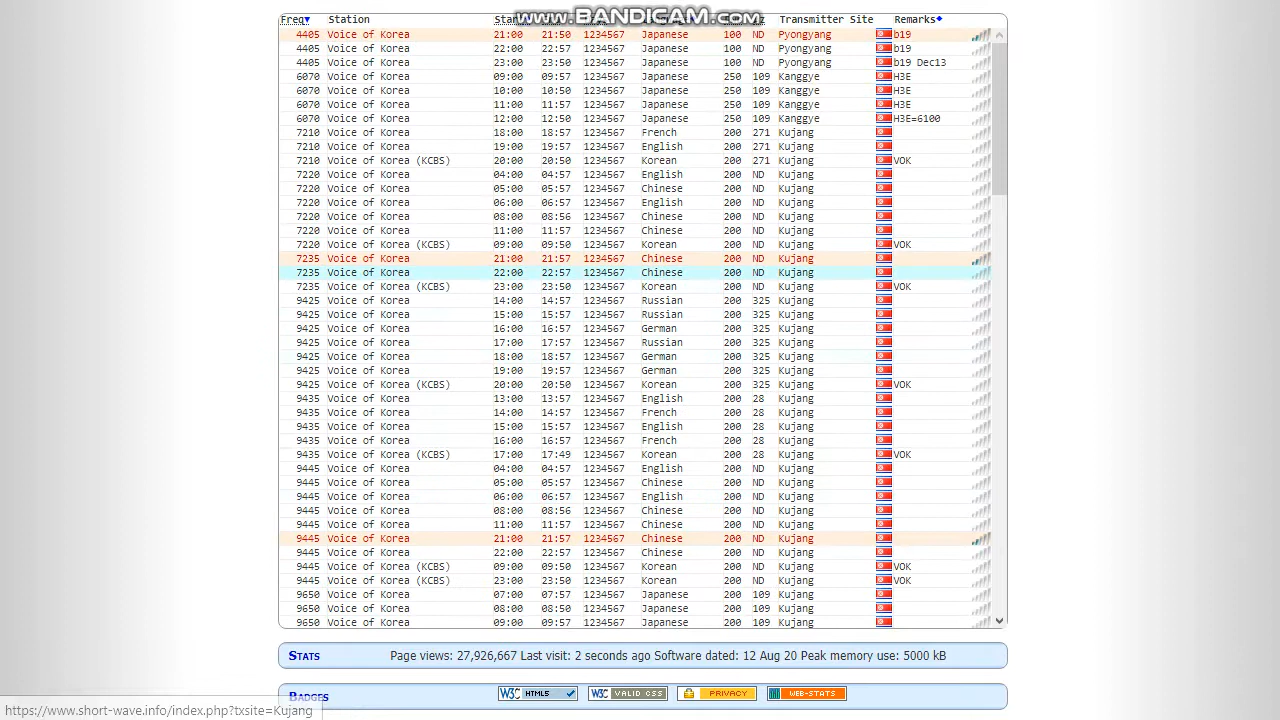 www.BANDICAM.com
Freq▼ Station Transmitter Site Remarks♦
4405 Voice of Korea 21:00 21:50 1234567 Japanese 100 ND Pyongyang b19
4405 Voice of Korea 22:00 22:50 1234567 Japanese 100 ND Pyongyang b19
4405 Voice of Korea 23:00 23:50 1234567 Japanese 100 ND Pyongyang b19 Dec13
6070 Voice of Korea 09:00 09:50 1234567 Japanese 250 109 Kanggye H3E
6070 Voice of Korea 10:00 10:50 1234567 Japanese 250 109 Kanggye H3E
6070 Voice of Korea 11:00 11:57 1234567 Japanese 250 109 Kanggye H3E
6070 Voice of Korea 12:00 12:50 1234567 Japanese 250 109 Kanggye H3E=6100
7210 Voice of Korea 18:00 18:57 1234567 French 200 271 Kujang
7210 Voice of Korea 19:00 19:57 1234567 English 200 271 Kujang
7210 Voice of Korea (KCBS) 20:00 20:50 1234567 Korean 200 271 Kujang VOK
7220 Voice of Korea 04:00 04:57 1234567 English 200 ND Kujang
7220 Voice of Korea 05:00 05:57 1234567 Chinese 200 ND Kujang
7220 Voice of Korea 06:00 06:57 1234567 English 200 ND Kujang
7220 Voice of Korea 08:00 08:56 1234567 Chinese 200 ND Kujang
7220 Voice of Korea 11:00 11:57 1234567 Chinese 200 ND Kujang
7220 Voice of Korea (KCBS) 09:00 09:50 1234567 Korean 200 ND Kujang VOK
7235 Voice of Korea 21:00 21:57 1234567 Chinese 200 ND Kujang
7235 Voice of Korea 22:00 22:57 1234567 Chinese 200 ND Kujang
7235 Voice of Korea (KCBS) 23:00 23:50 1234567 Korean 200 ND Kujang VOK
9425 Voice of Korea 14:00 14:57 1234567 Russian 200 325 Kujang
9425 Voice of Korea 15:00 15:57 1234567 Russian 200 325 Kujang
9425 Voice of Korea 16:00 16:57 1234567 German 200 325 Kujang
9425 Voice of Korea 17:00 17:57 1234567 Russian 200 325 Kujang
9425 Voice of Korea 18:00 18:57 1234567 German 200 325 Kujang
9425 Voice of Korea 19:00 19:57 1234567 German 200 325 Kujang
9425 Voice of Korea (KCBS) 20:00 20:50 1234567 Korean 200 325 Kujang VOK
9435 Voice of Korea 13:00 13:57 1234567 English 200 28 Kujang
9435 Voice of Korea 14:00 14:57 1234567 French 200 28 Kujang
9435 Voice of Korea 15:00 15:57 1234567 English 200 28 Kujang
9435 Voice of Korea 16:00 16:57 1234567 French 200 28 Kujang
9435 Voice of Korea (KCBS) 17:00 17:49 1234567 Korean 200 28 Kujang VOK
9445 Voice of Korea 04:00 04:57 1234567 English 200 ND Kujang
9445 Voice of Korea 05:00 05:57 1234567 Chinese 200 ND Kujang
9445 Voice of Korea 06:00 06:57 1234567 English 200 ND Kujang
9445 Voice of Korea 08:00 08:56 1234567 Chinese 200 ND Kujang
9445 Voice of Korea 11:00 11:57 1234567 Chinese 200 ND Kujang
9445 Voice of Korea 21:00 21:57 1234567 Chinese 200 ND Kujang
9445 Voice of Korea 22:00 22:57 1234567 Chinese 200 ND Kujang
9445 Voice of Korea (KCBS) 09:00 09:50 1234567 Korean 200 ND Kujang VOK
9445 Voice of Korea (KCBS) 23:00 23:50 1234567 Korean 200 ND Kujang VOK
9650 Voice of Korea 07:00 07:57 1234567 Japanese 200 109 Kujang
9650 Voice of Korea 08:00 08:50 1234567 Japanese 200 109 Kujang
9650 Voice of Korea 09:00 09:50 1234567 Japanese 200 109 Kujang
STATS Page views: 27,926,667 Last visit: 2 seconds ago Software dated: 12 Aug 20 Peak memory use: 5000 kB
BADGES W3C HTML5 W3C VALID CSS PRIVACY WEB-STATS
https://www.short-wave.info/index.php?txsite=Kujang